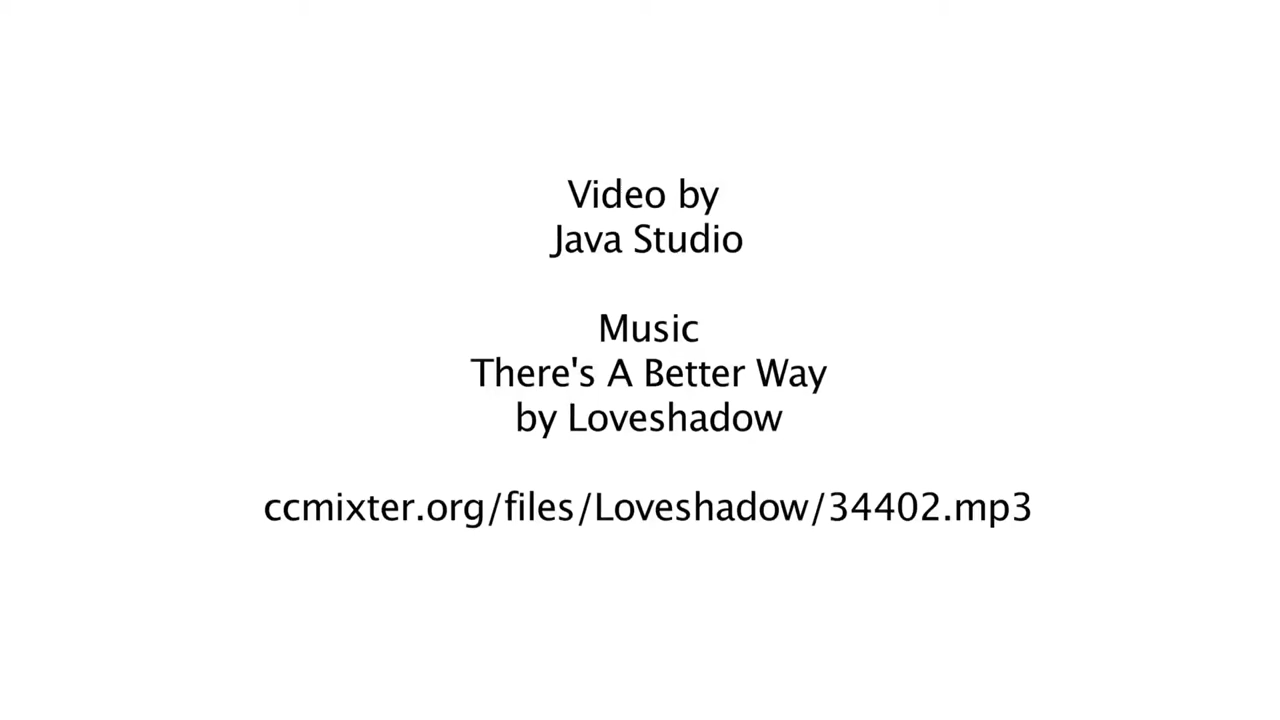 Video by
Java Studio
Music
There's A Better Way
by Loveshadow
ccmixter.org/files/Loveshadow/34402.mp3